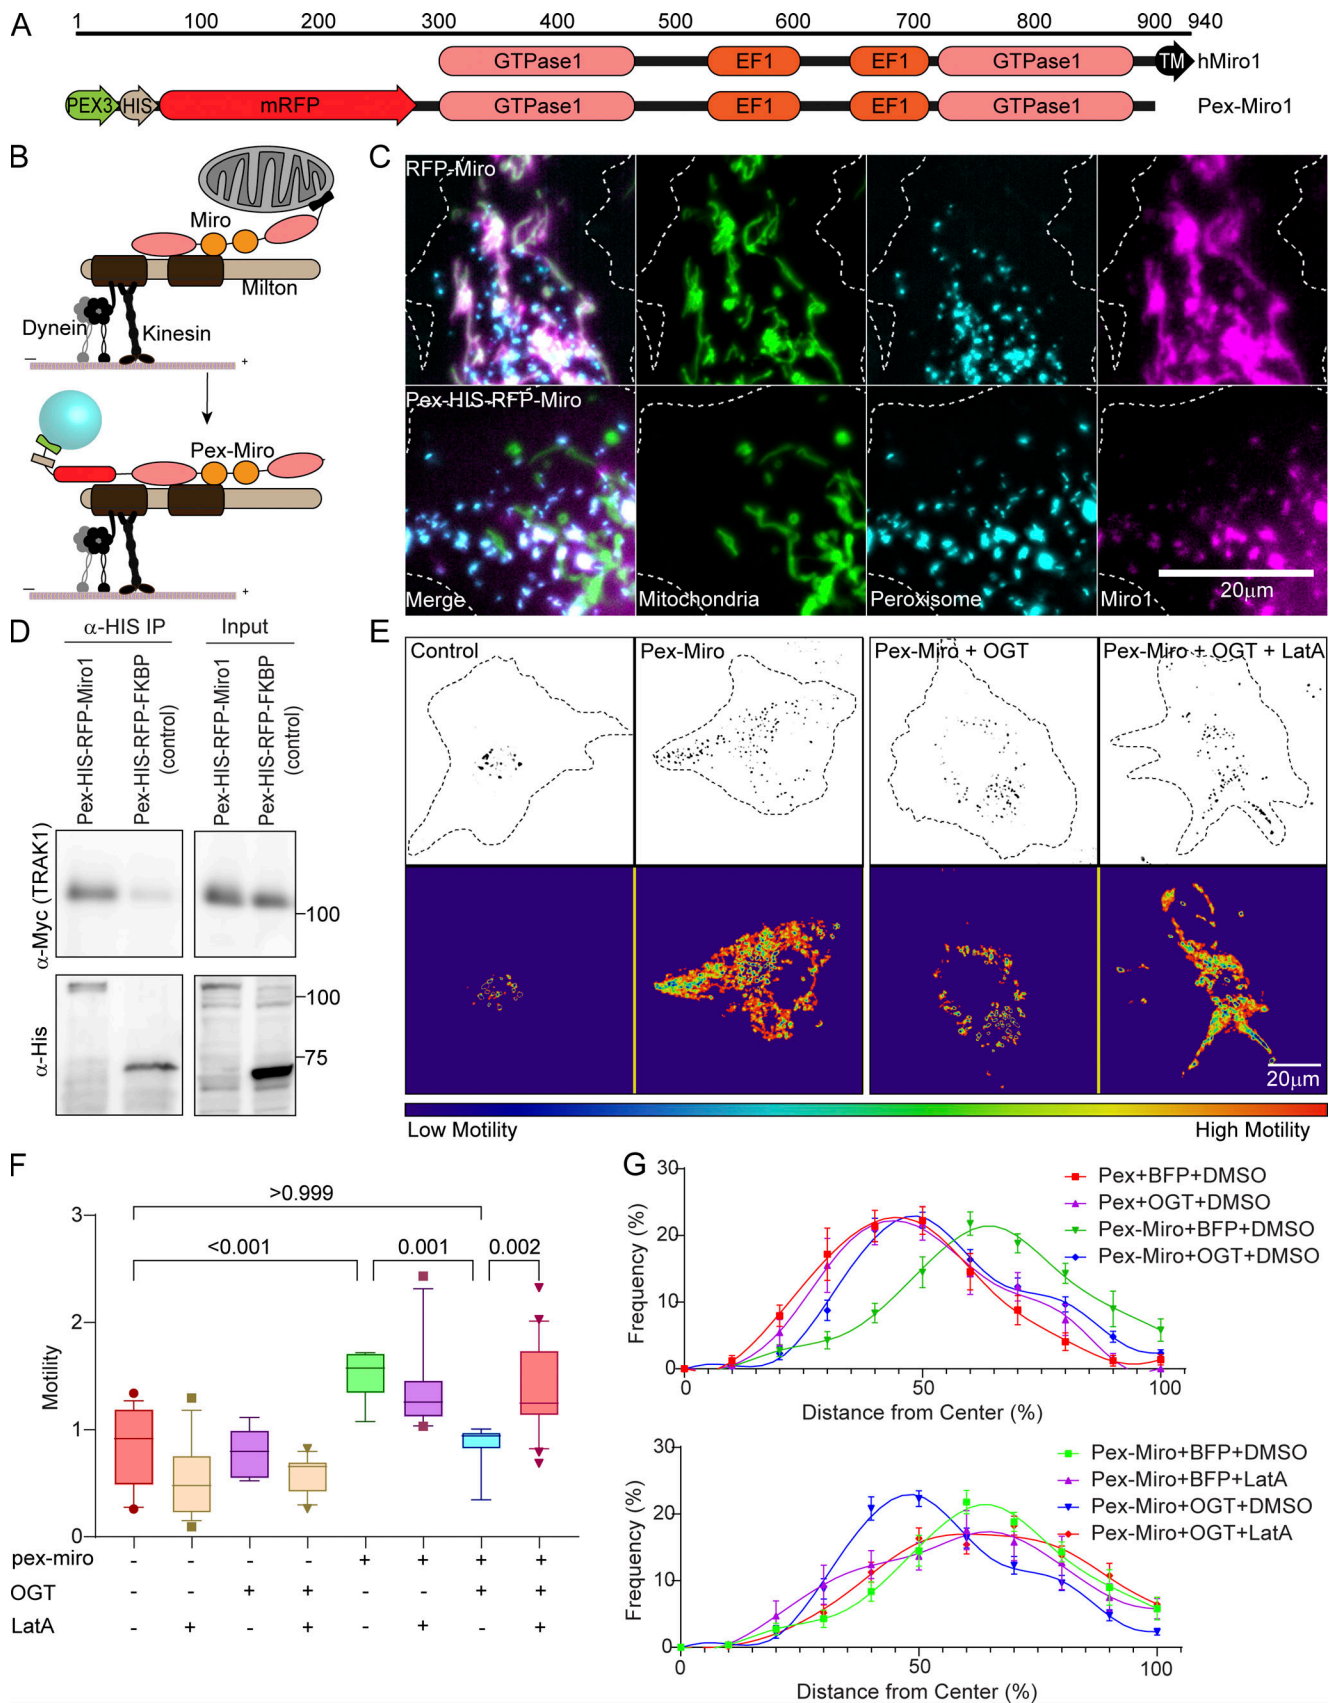 A
1 100 200 300 400 500 600 700 800 900 940
GTPase1 EF1 EF1 GTPase1 TM hMiro1
PEX3 HIS mRFP GTPase1 EF1 EF1 GTPase1 Pex-Miro1
B
Miro
Milton
Dynein
Kinesin
– +
Pex-Miro
– +
C
RFP-Miro
Pex-HIS-RFP-Miro
20µm
Merge Mitochondria Peroxisome Miro1
D
α-HIS IP Input
Pex-HIS-RFP-Miro1
Pex-HIS-RFP-FKBP
(control)
Pex-HIS-RFP-Miro1
Pex-HIS-RFP-FKBP
(control)
α-Myc (TRAK1)
100
α-His
100
75
E
Control Pex-Miro Pex-Miro + OGT Pex-Miro + OGT + LatA
20µm
Low Motility High Motility
F
>0.999
<0.001 0.001 0.002
Motility
3
2
1
0
pex-miro - - - - + + + +
OGT - - + + - - + +
LatA - + - + - + - +
G
Frequency (%)
30
20
10
0
0 50 100
Distance from Center (%)
Pex+BFP+DMSO
Pex+OGT+DMSO
Pex-Miro+BFP+DMSO
Pex-Miro+OGT+DMSO
Frequency (%)
30
20
10
0
0 50 100
Distance from Center (%)
Pex-Miro+BFP+DMSO
Pex-Miro+BFP+LatA
Pex-Miro+OGT+DMSO
Pex-Miro+OGT+LatA